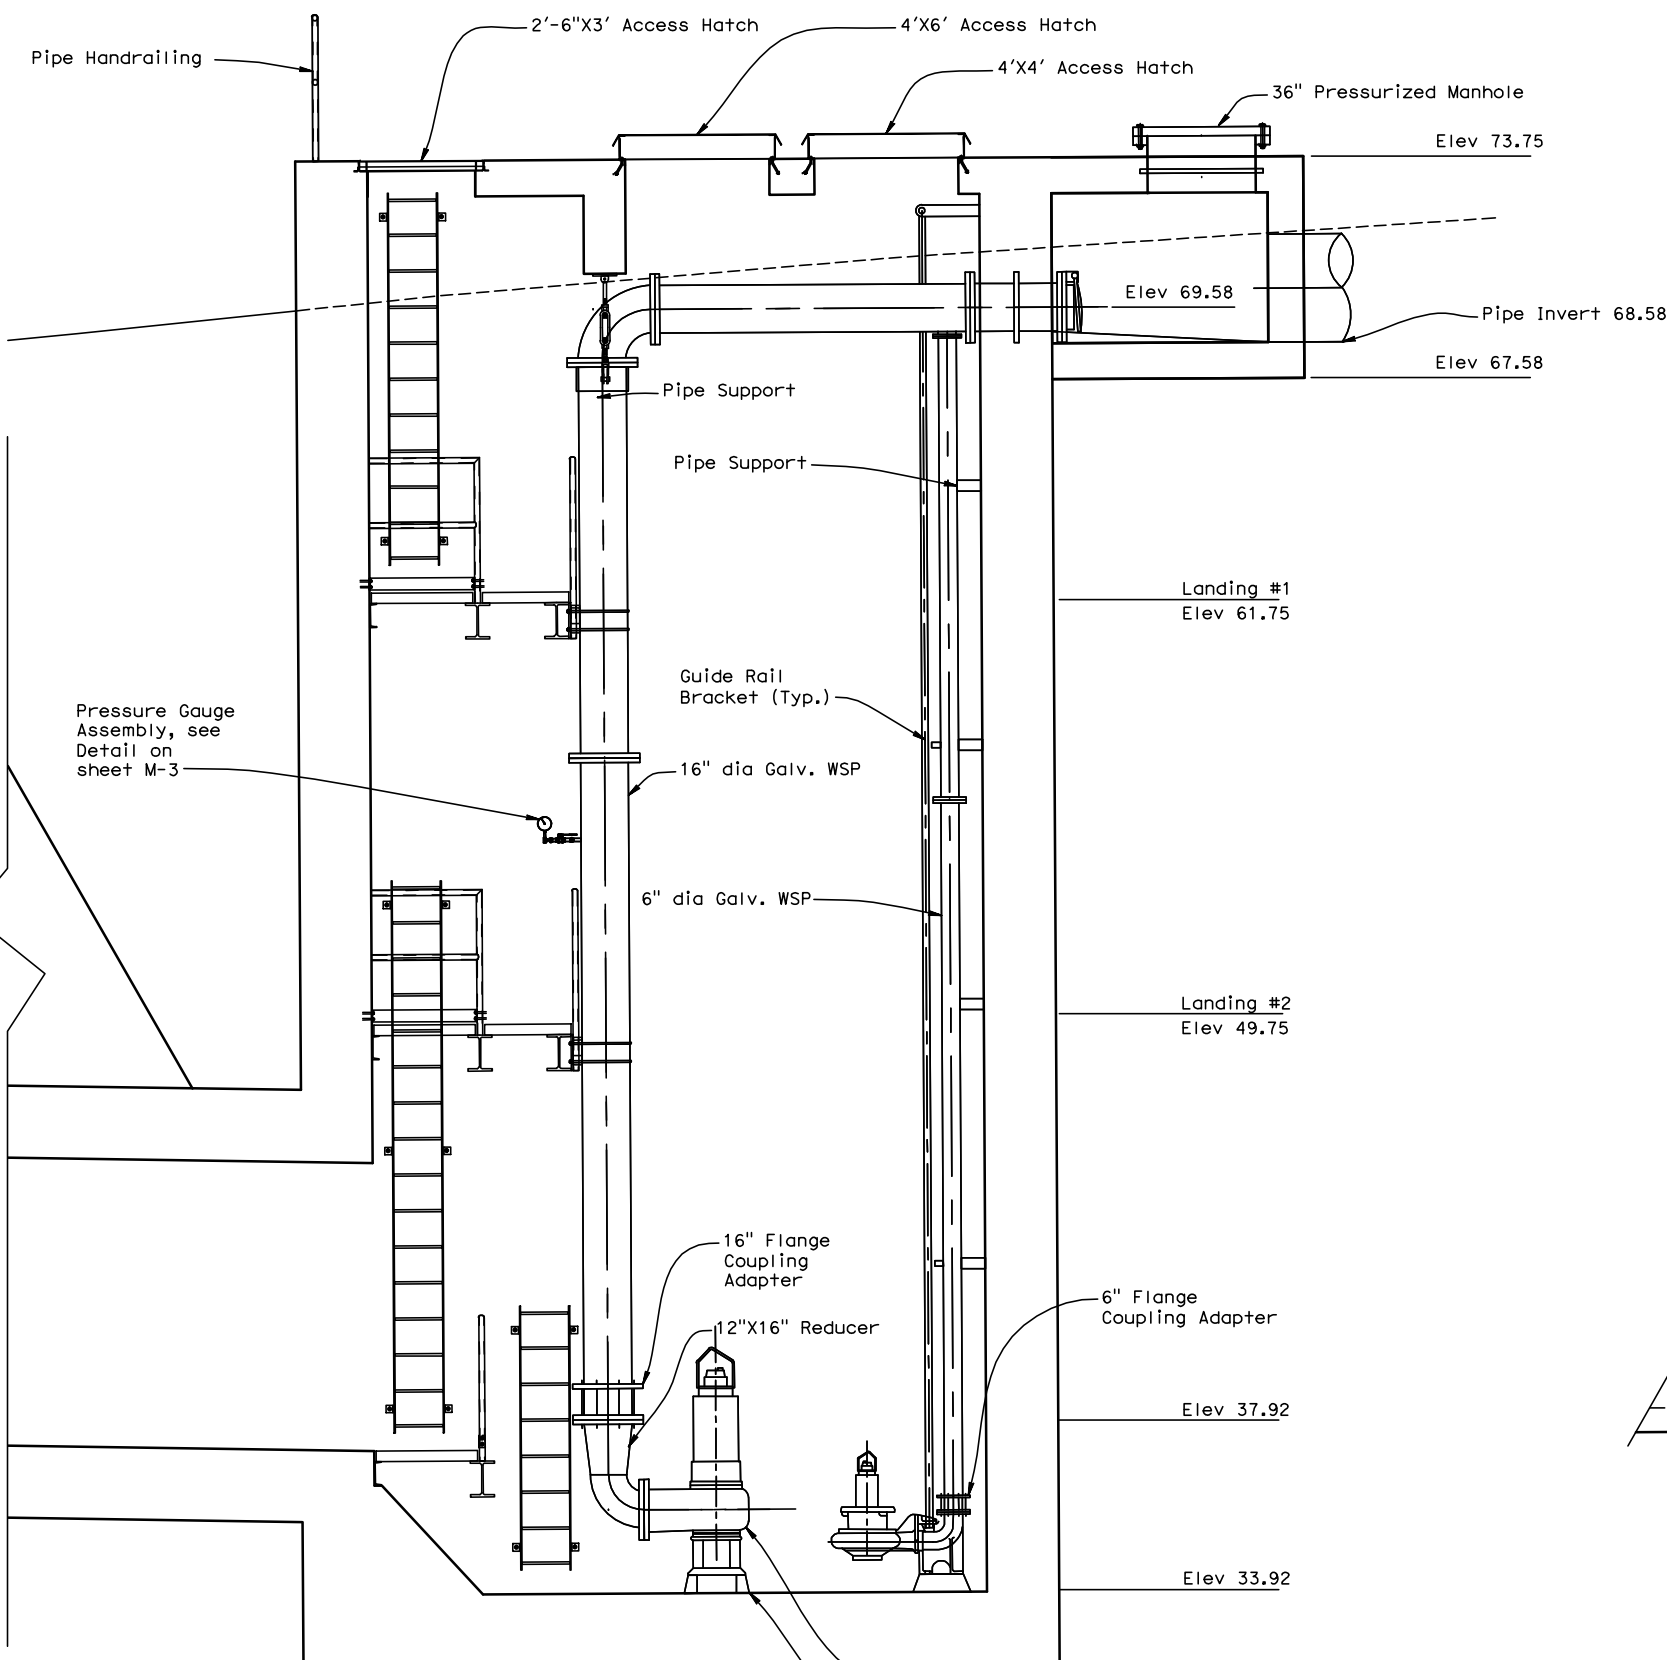 2'-6"X3' Access Hatch
4'X6' Access Hatch
Pipe Handrailing
4'X4' Access Hatch
36" Pressurized Manhole
Elev 73.75
Elev 69.58
Pipe Invert 68.58
Elev 67.58
Pipe Support
Pipe Support
Landing #1
Elev 61.75
Guide Rail
Bracket (Typ.)
Pressure Gauge
Assembly, see
Detail on
sheet M-3
16" dia Galv. WSP
6" dia Galv. WSP
Landing #2
Elev 49.75
16" Flange
Coupling
Adapter
6" Flange
Coupling Adapter
12"X16" Reducer
Elev 37.92
Elev 33.92